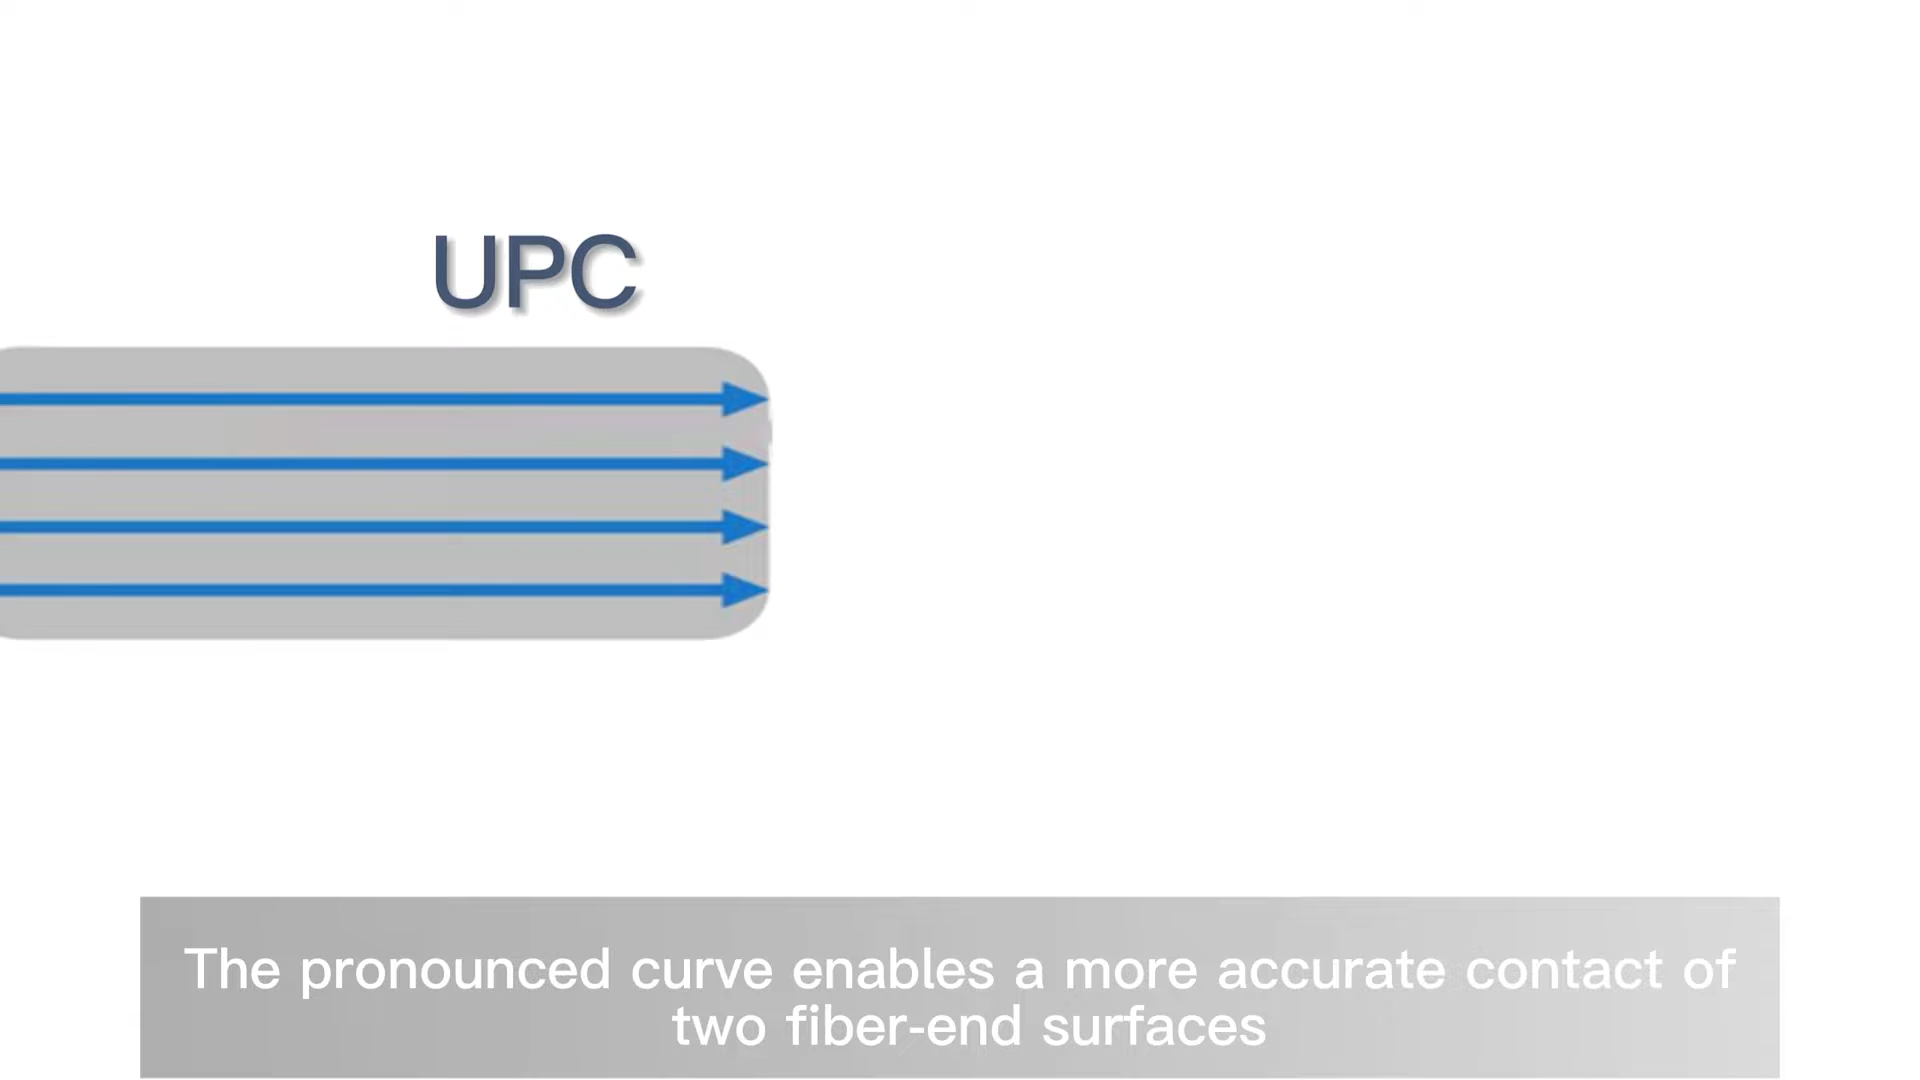 UPC
The pronounced curve enables a more accurate contact of
two fiber-end surfaces